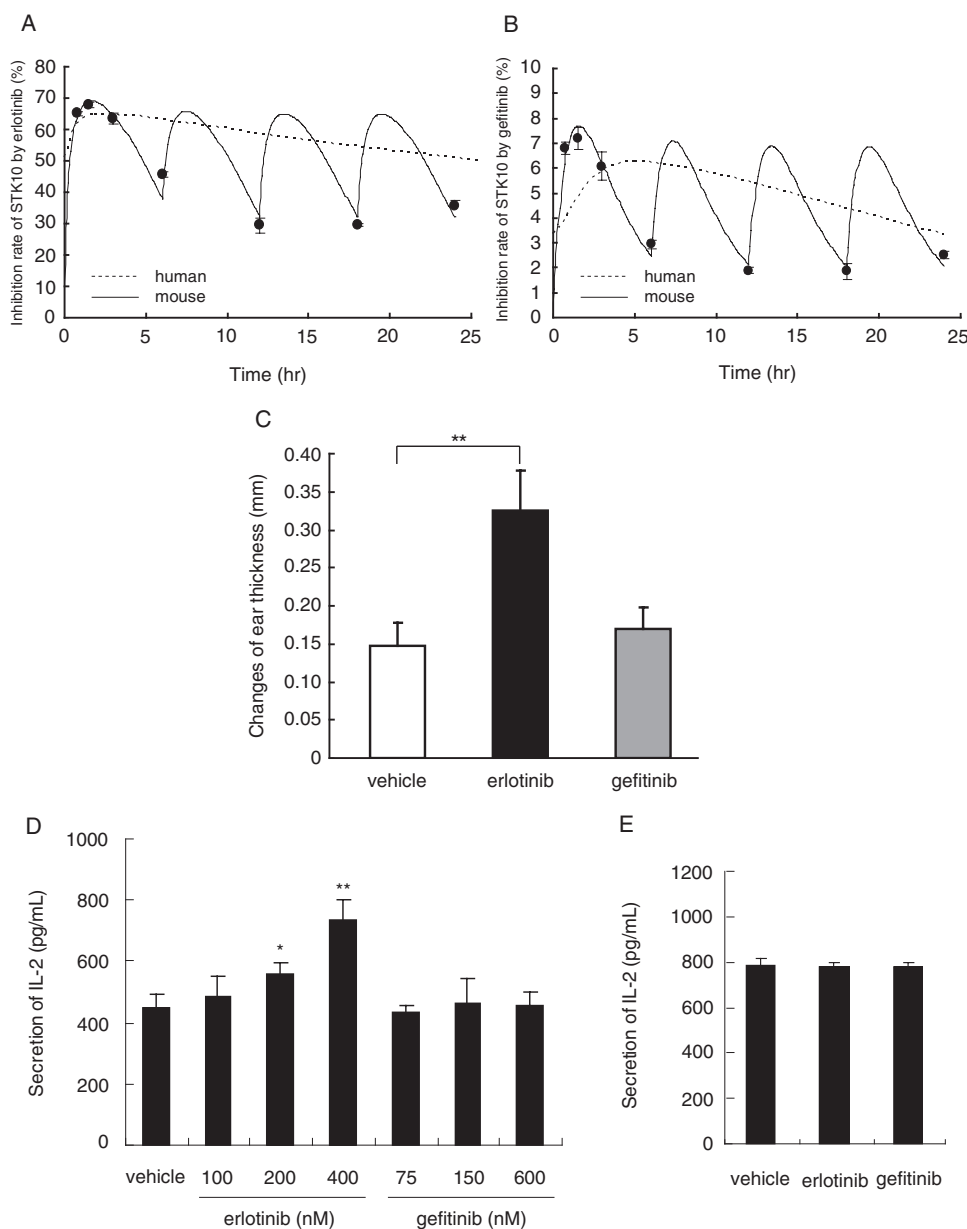 A
Inhibition rate of STK10 by erlotinib (%)
80
70
60
50
40
30
20
10
0
human
mouse
0 5 10 15 20 25
Time (hr)
B
Inhibition rate of STK10 by gefitinib (%)
10
9
8
7
6
5
4
3
2
1
0
human
mouse
0 5 10 15 20 25
Time (hr)
C
Changes of ear thickness (mm)
0.40
0.35
0.30
0.25
0.20
0.15
0.10
0.05
0
**
vehicle erlotinib gefitinib
D
Secretion of IL-2 (pg/mL)
1000
800
600
400
200
0
*
**
vehicle 100 200 400 75 150 600
erlotinib (nM) gefitinib (nM)
E
Secretion of IL-2 (pg/mL)
1200
1000
800
600
400
200
0
vehicle erlotinib gefitinib